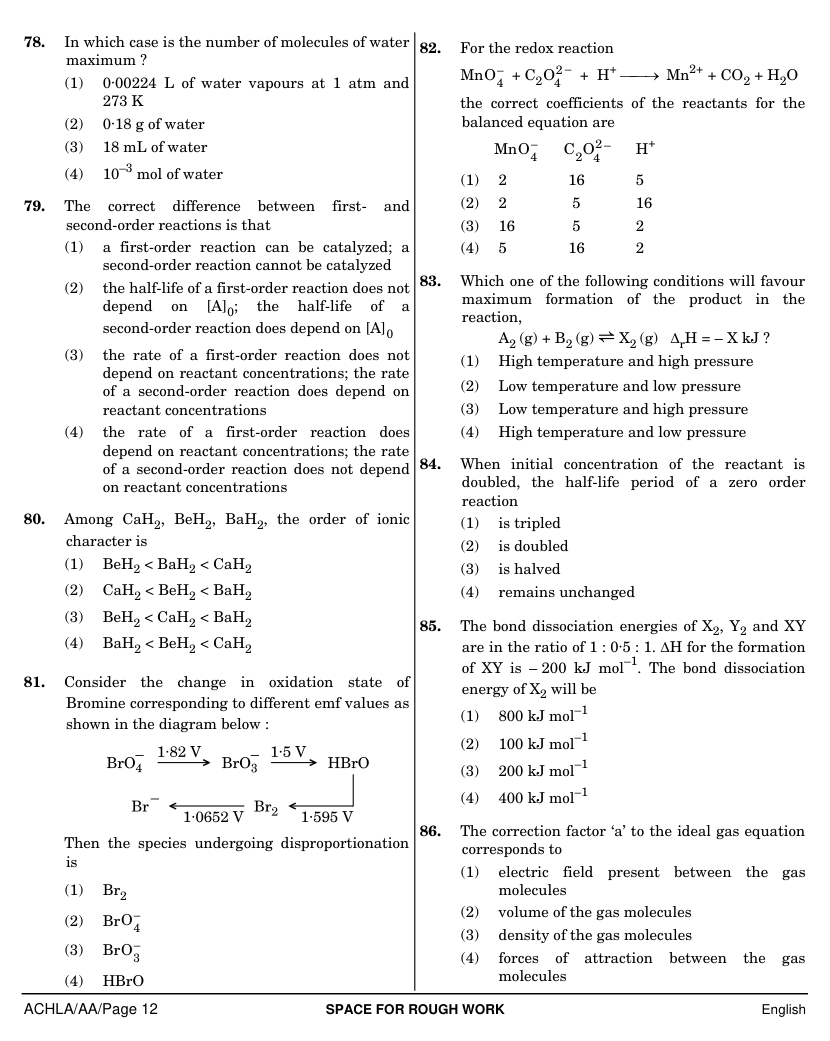 78. In which case is the number of molecules of water
maximum ?
(1) 0·00224 L of water vapours at 1 atm and
273 K
(2) 0·18 g of water
(3) 18 mL of water
(4) 10⁻³ mol of water
79. The correct difference between first- and
second-order reactions is that
(1) a first-order reaction can be catalyzed; a
second-order reaction cannot be catalyzed
(2) the half-life of a first-order reaction does not
depend on [A]₀; the half-life of a
second-order reaction does depend on [A]₀
(3) the rate of a first-order reaction does not
depend on reactant concentrations; the rate
of a second-order reaction does depend on
reactant concentrations
(4) the rate of a first-order reaction does
depend on reactant concentrations; the rate
of a second-order reaction does not depend
on reactant concentrations
80. Among CaH₂, BeH₂, BaH₂, the order of ionic
character is
(1) BeH₂ < BaH₂ < CaH₂
(2) CaH₂ < BeH₂ < BaH₂
(3) BeH₂ < CaH₂ < BaH₂
(4) BaH₂ < BeH₂ < CaH₂
81. Consider the change in oxidation state of
Bromine corresponding to different emf values as
shown in the diagram below :
BrO₄⁻ 1·82 V BrO₃⁻ 1·5 V HBrO
Br⁻ 1·0652 V Br₂ 1·595 V
Then the species undergoing disproportionation
is
(1) Br₂
(2) BrO₄⁻
(3) BrO₃⁻
(4) HBrO
82. For the redox reaction
MnO₄⁻ + C₂O₄²⁻ + H⁺ ⟶ Mn²⁺ + CO₂ + H₂O
the correct coefficients of the reactants for the
balanced equation are
MnO₄⁻ C₂O₄²⁻ H⁺
(1) 2 16 5
(2) 2 5 16
(3) 16 5 2
(4) 5 16 2
83. Which one of the following conditions will favour
maximum formation of the product in the
reaction,
A₂ (g) + B₂ (g) ⇌ X₂ (g) ΔᵣH = – X kJ ?
(1) High temperature and high pressure
(2) Low temperature and low pressure
(3) Low temperature and high pressure
(4) High temperature and low pressure
84. When initial concentration of the reactant is
doubled, the half-life period of a zero order
reaction
(1) is tripled
(2) is doubled
(3) is halved
(4) remains unchanged
85. The bond dissociation energies of X₂, Y₂ and XY
are in the ratio of 1 : 0·5 : 1. ΔH for the formation
of XY is – 200 kJ mol⁻¹. The bond dissociation
energy of X₂ will be
(1) 800 kJ mol⁻¹
(2) 100 kJ mol⁻¹
(3) 200 kJ mol⁻¹
(4) 400 kJ mol⁻¹
86. The correction factor ‘a’ to the ideal gas equation
corresponds to
(1) electric field present between the gas
molecules
(2) volume of the gas molecules
(3) density of the gas molecules
(4) forces of attraction between the gas
molecules
ACHLA/AA/Page 12 SPACE FOR ROUGH WORK English